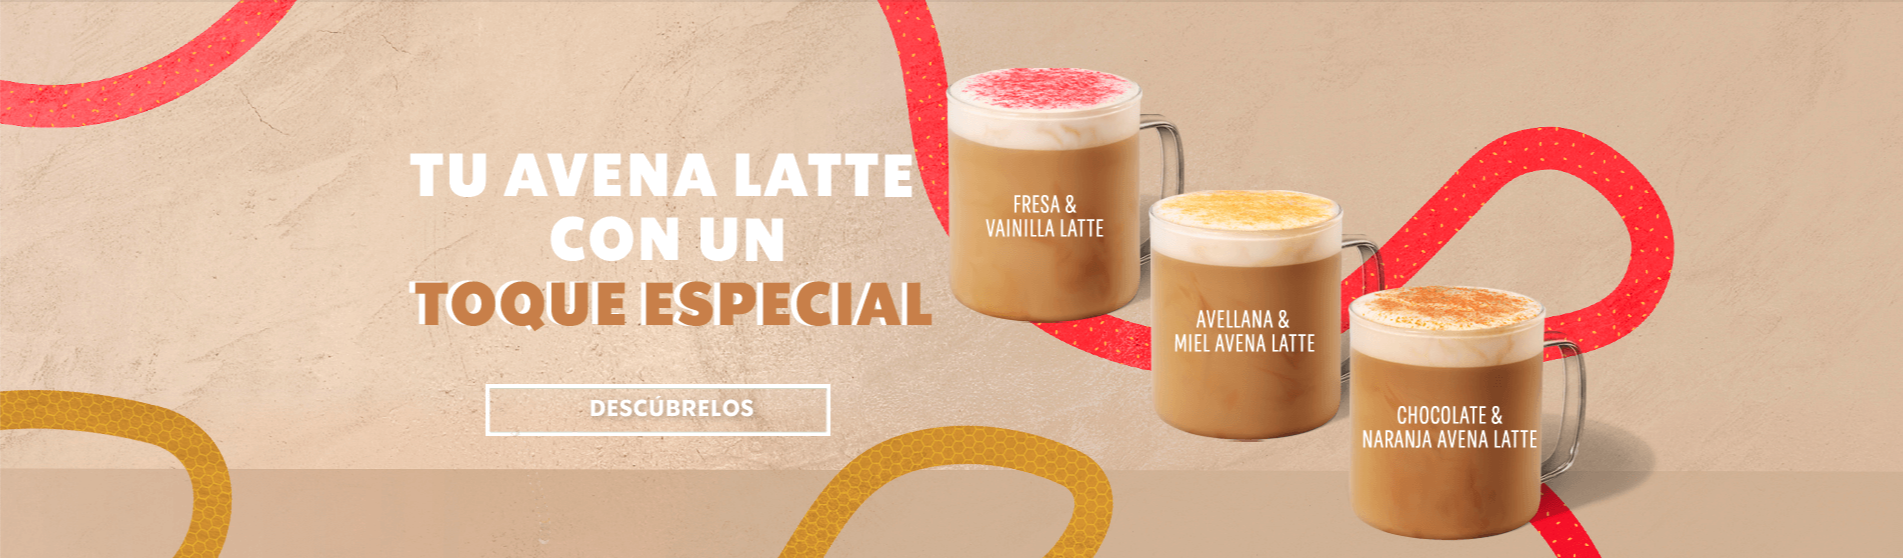 TU AVENA LATTE
CON UN
TOQUE ESPECIAL
DESCÚBRELOS
FRESA &
VAINILLA LATTE
AVELLANA &
MIEL AVENA LATTE
CHOCOLATE &
NARANJA AVENA LATTE